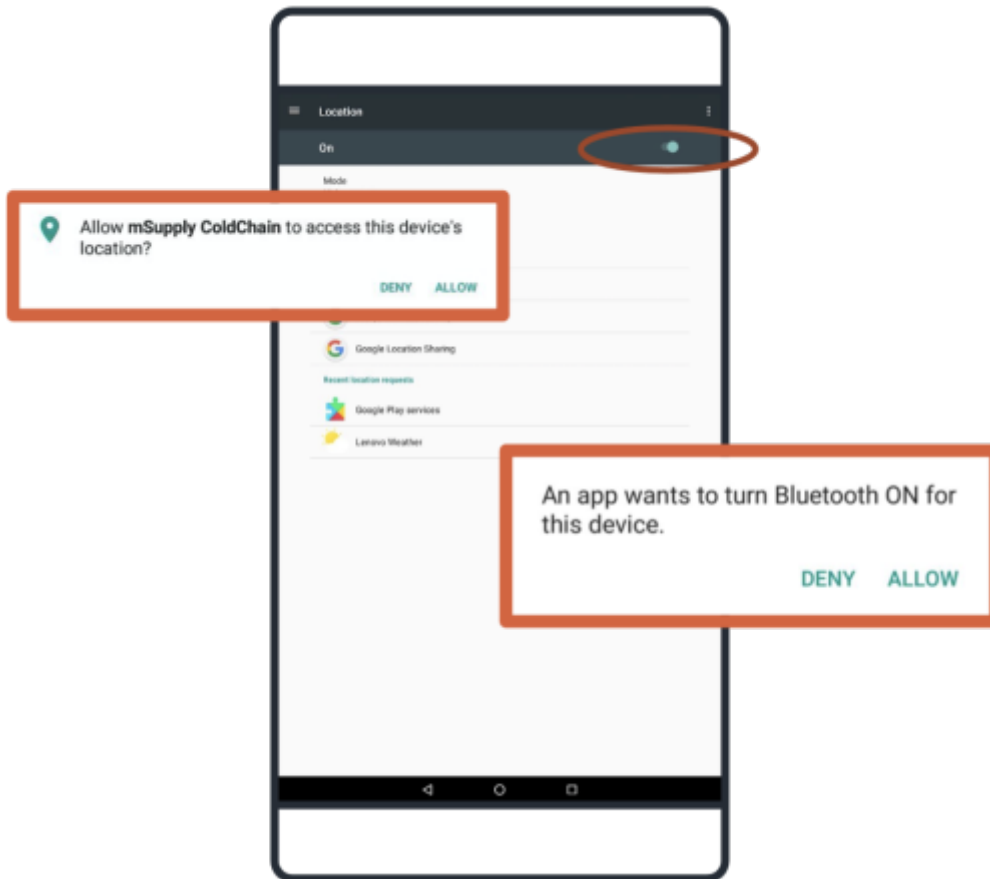 Location
On
Mode
Allow mSupply ColdChain to access this device's
location?
DENY ALLOW
Google Location Sharing
Recent location requests
Google Play services
Lenovo Weather
An app wants to turn Bluetooth ON for
this device.
DENY ALLOW